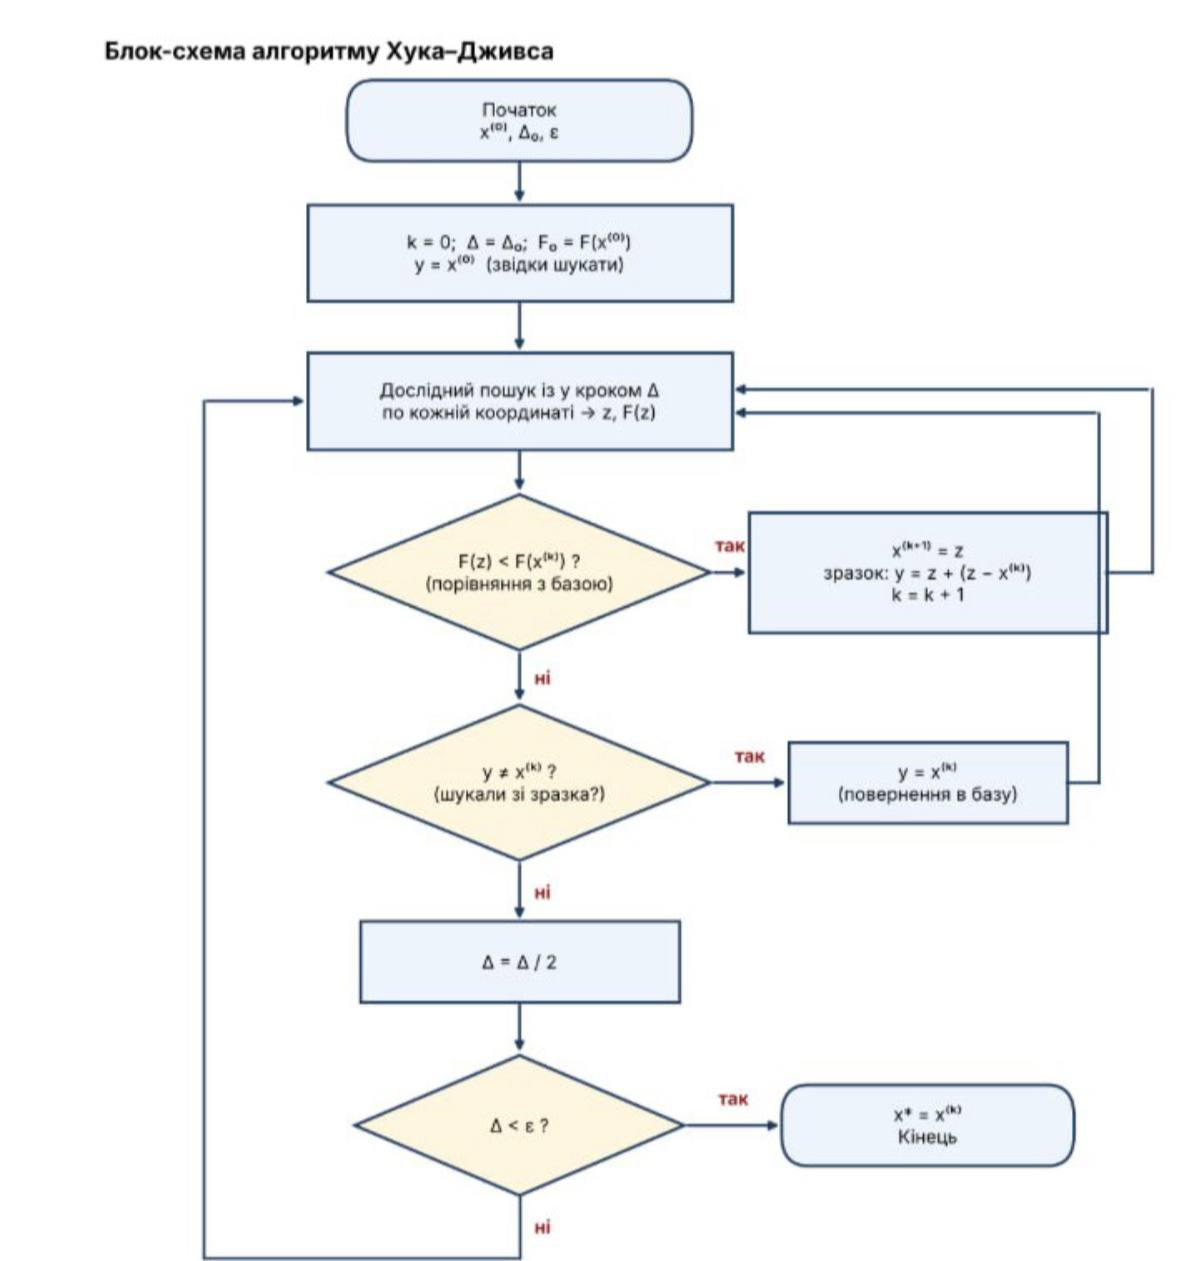 Блок-схема алгоритму Хука–Дживса
Початок
x⁽⁰⁾, Δ₀, ε
k = 0; Δ = Δ₀; F₀ = F(x⁽⁰⁾)
y = x⁽⁰⁾ (звідки шукати)
Дослідний пошук із y кроком Δ
по кожній координаті → z, F(z)
F(z) < F(x⁽ᵏ⁾) ?
(порівняння з базою)
так
x⁽ᵏ⁺¹⁾ = z
зразок: y = z + (z − x⁽ᵏ⁾)
k = k + 1
ні
y ≠ x⁽ᵏ⁾ ?
(шукали зі зразка?)
так
y = x⁽ᵏ⁾
(повернення в базу)
ні
Δ = Δ / 2
Δ < ε ?
так
x* = x⁽ᵏ⁾
Кінець
ні